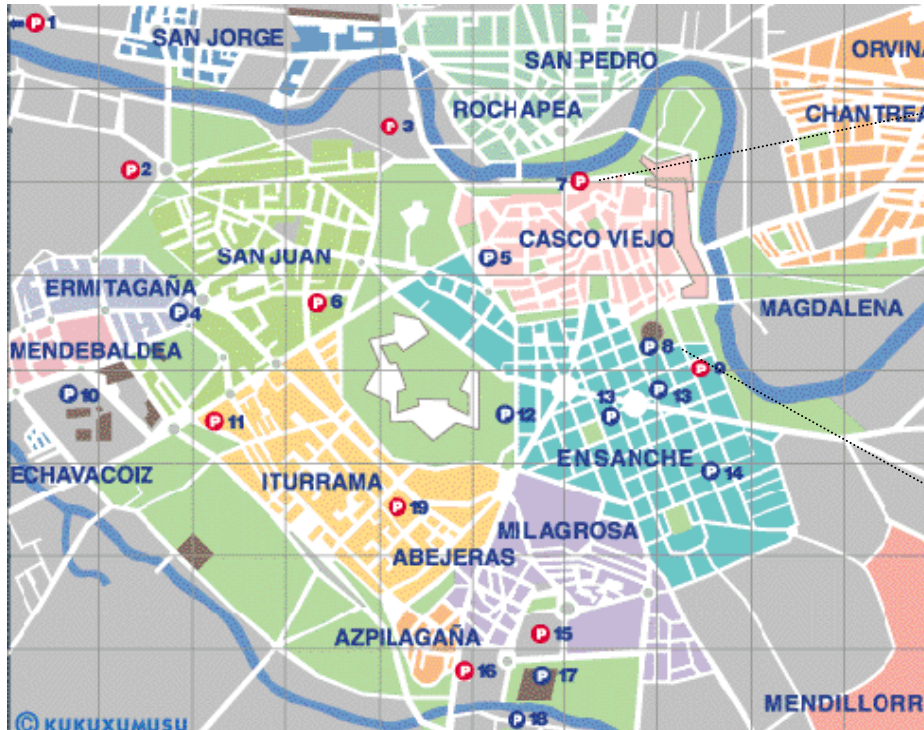 P 1
SAN JORGE
SAN PEDRO
ORVINA
ROCHAPEA
CHANTREA
P 3
P 2
7 P
CASCO VIEJO
SAN JUAN
P 5
ERMITAGAÑA
P 6
P 4
MAGDALENA
MENDEBALDEA
P 8
P 9
P 10
13
P 13
P
P 11
P 12
ENSANCHE
P 14
ECHAVACOIZ
ITURRAMA
P 19
MILAGROSA
ABEJERAS
AZPILAGAÑA
P 15
P 16
P 17
MENDILLORR
P 18
© KUKUXUMUSU